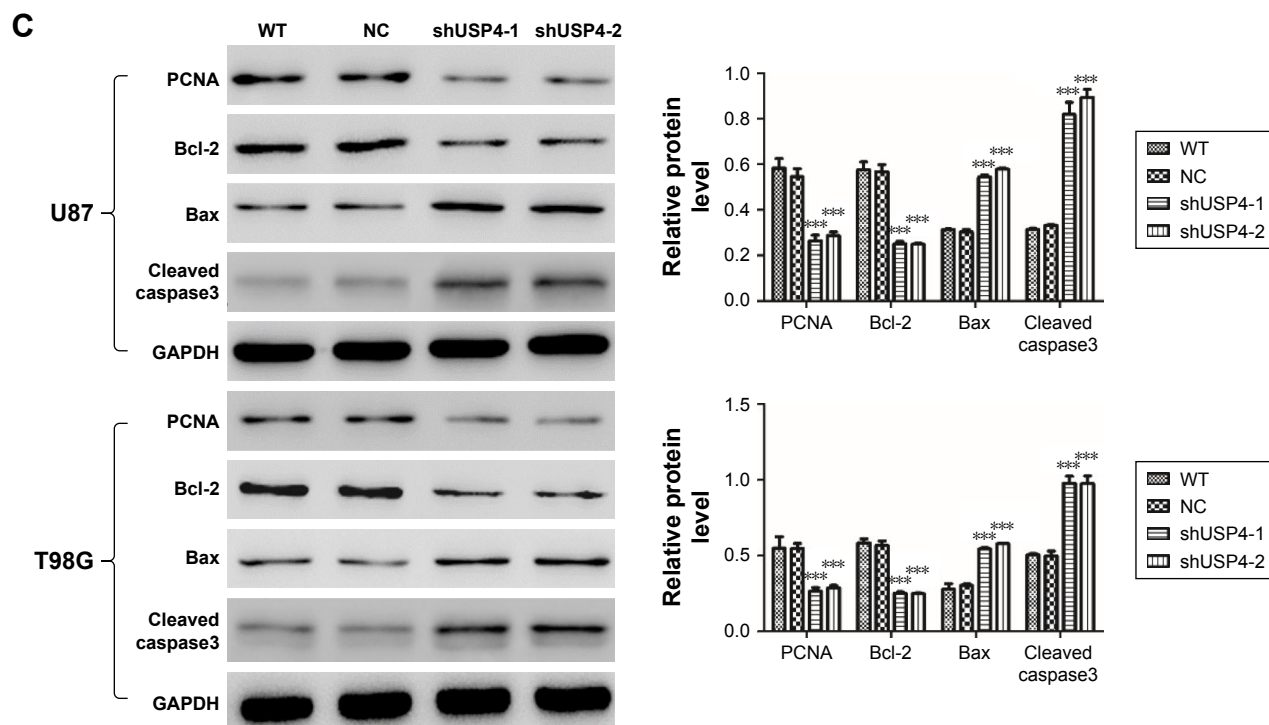 C
WT NC shUSP4-1 shUSP4-2
U87
PCNA
Bcl-2
Bax
Cleaved
caspase3
GAPDH
T98G
PCNA
Bcl-2
Bax
Cleaved
caspase3
GAPDH
Relative protein
level
1.0
0.8
0.6
0.4
0.2
0.0
*** ***
*** ***
*** ***
*** ***
PCNA Bcl-2 Bax Cleaved
caspase3
WT
NC
shUSP4-1
shUSP4-2
Relative protein
level
1.5
1.0
0.5
0.0
*** ***
*** ***
*** ***
*** ***
PCNA Bcl-2 Bax Cleaved
caspase3
WT
NC
shUSP4-1
shUSP4-2